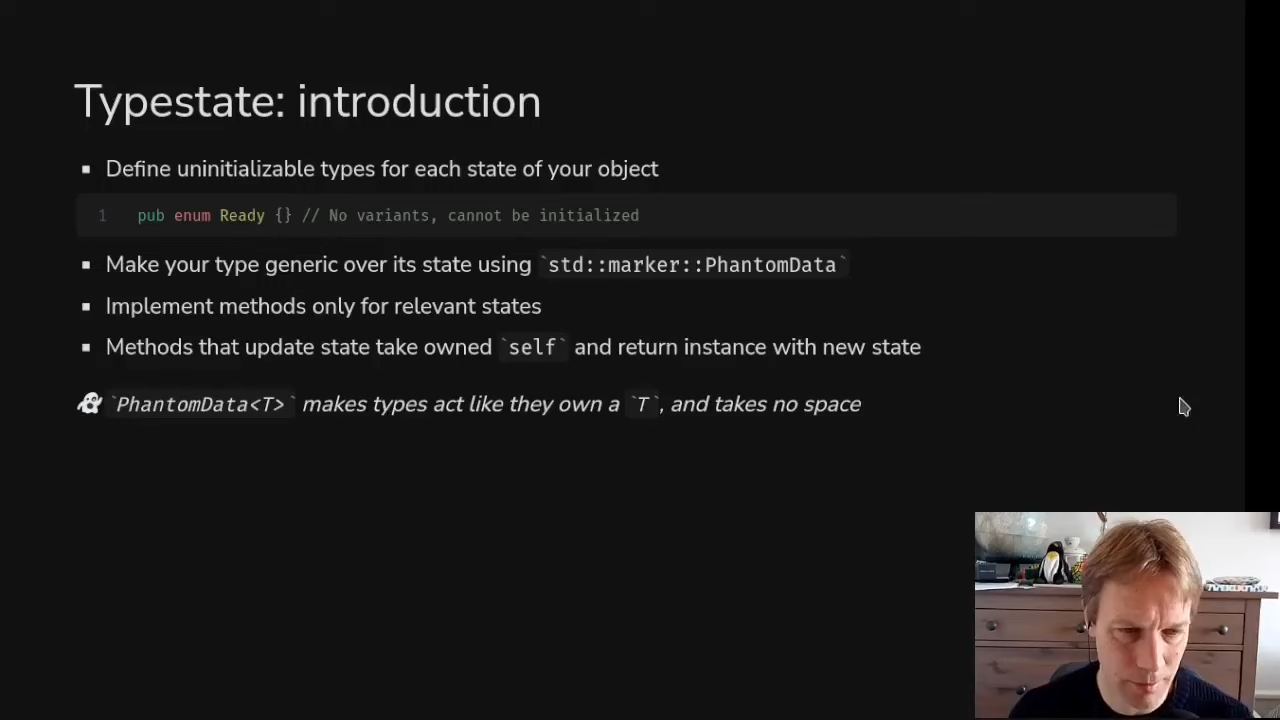 Typestate: introduction
▪ Define uninitializable types for each state of your object
1 pub enum Ready {} // No variants, cannot be initialized
▪ Make your type generic over its state using `std::marker::PhantomData`
▪ Implement methods only for relevant states
▪ Methods that update state take owned `self` and return instance with new state
👻 `PhantomData<T>` makes types act like they own a `T`, and takes no space